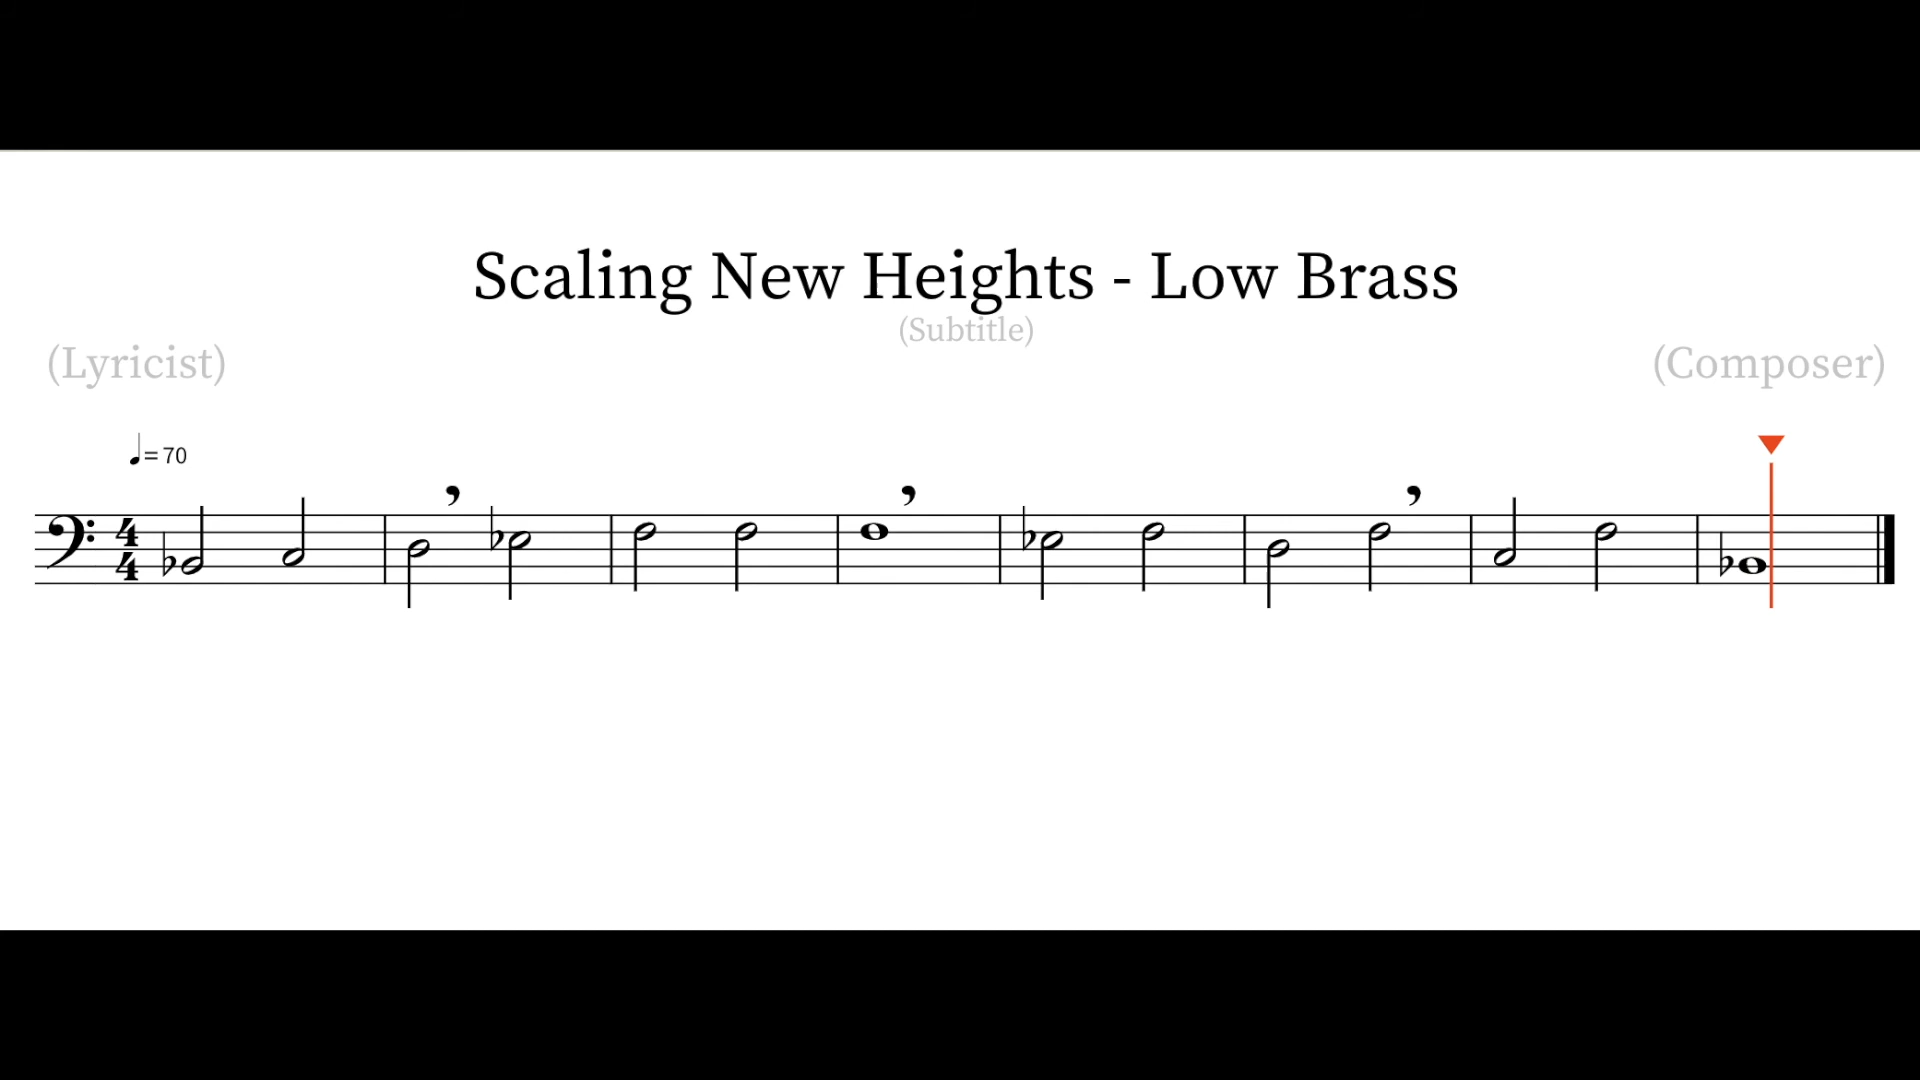 Scaling New Heights - Low Brass
(Subtitle)
(Lyricist)
(Composer)
♩= 70
4
4